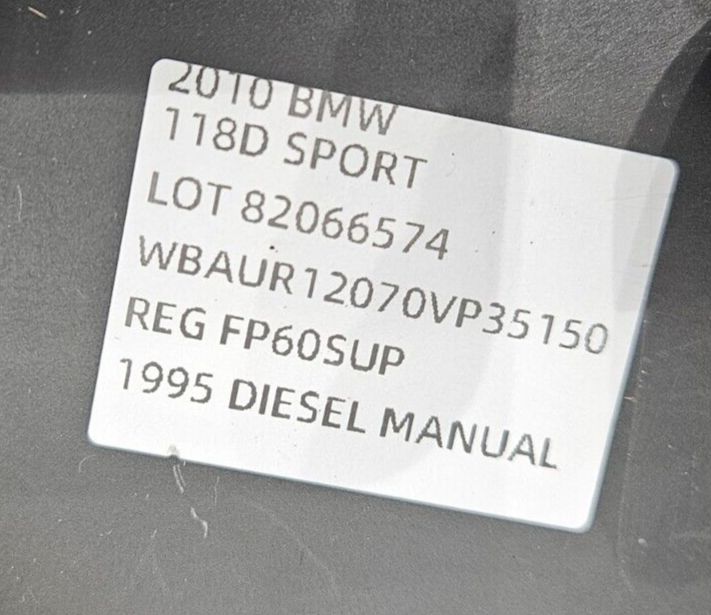 2010 BMW
118D SPORT
LOT 82066574
WBAUR12070VP35150
REG FP60SUP
1995 DIESEL MANUAL